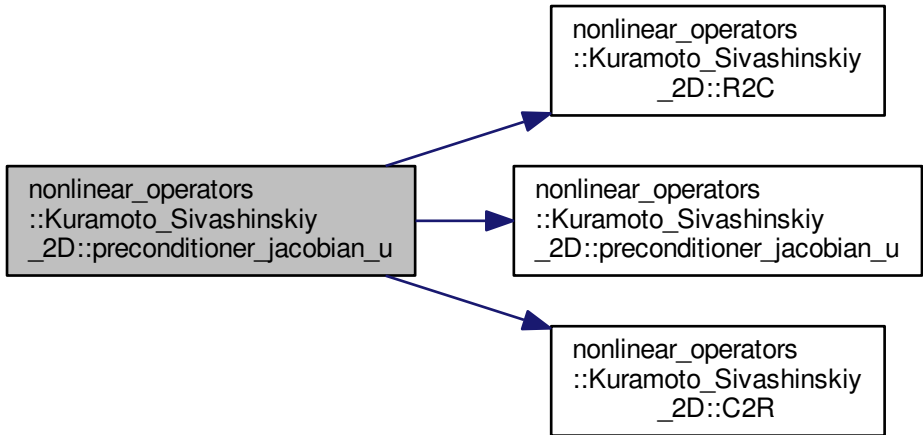 nonlinear_operators
::Kuramoto_Sivashinskiy
_2D::R2C
nonlinear_operators
::Kuramoto_Sivashinskiy
_2D::preconditioner_jacobian_u
nonlinear_operators
::Kuramoto_Sivashinskiy
_2D::preconditioner_jacobian_u
nonlinear_operators
::Kuramoto_Sivashinskiy
_2D::C2R